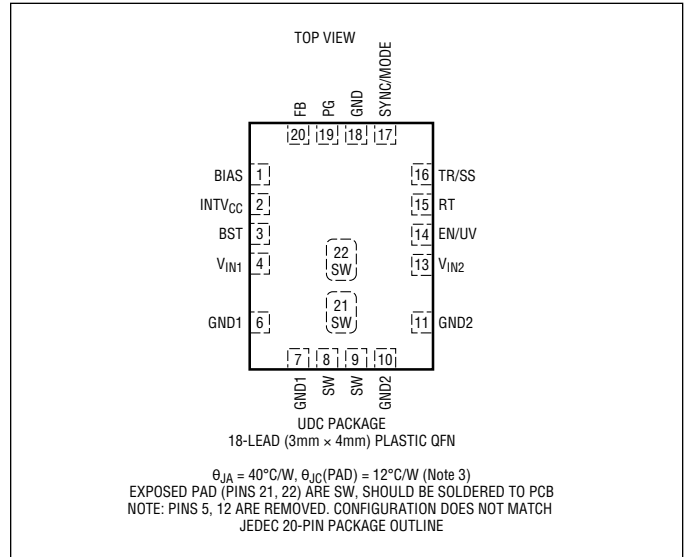 TOP VIEW
FB
PG
GND
SYNC/MODE
20 19 18 17
BIAS 1
16 TR/SS
INTVCC 2
15 RT
BST 3
14 EN/UV
VIN1 4
22
SW
13 VIN2
21
SW
GND1 6
11 GND2
7 8 9 10
GND1
SW
SW
GND2
UDC PACKAGE
18-LEAD (3mm × 4mm) PLASTIC QFN
θJA = 40°C/W, θJC(PAD) = 12°C/W (Note 3)
EXPOSED PAD (PINS 21, 22) ARE SW, SHOULD BE SOLDERED TO PCB
NOTE: PINS 5, 12 ARE REMOVED. CONFIGURATION DOES NOT MATCH
JEDEC 20-PIN PACKAGE OUTLINE